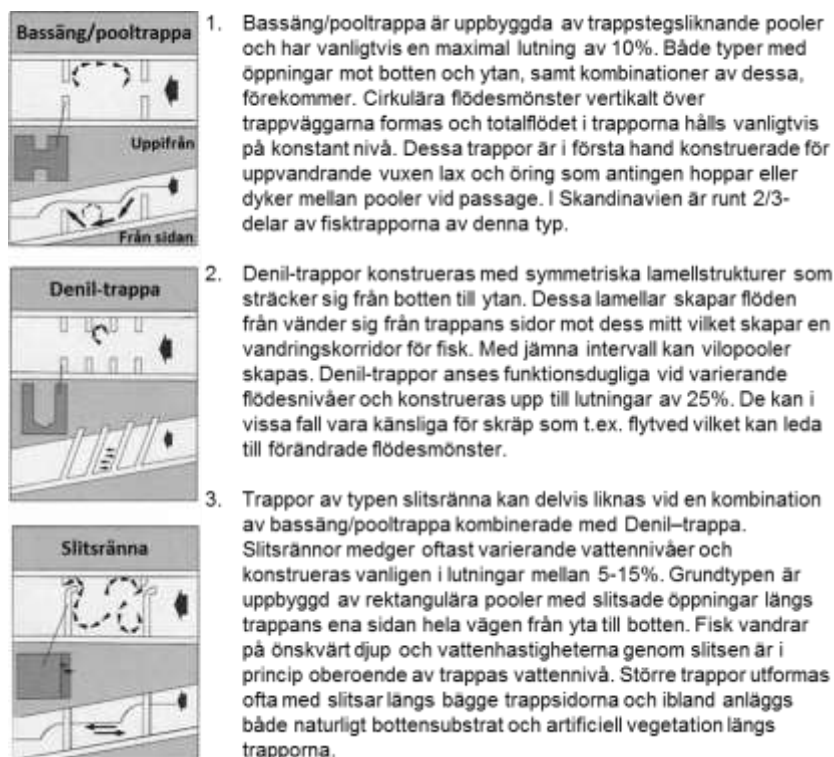 Bassäng/pooltrappa
Uppifrån
Från sidan
1. Bassäng/pooltrappa är uppbyggda av trappstegsliknande pooler
och har vanligtvis en maximal lutning av 10%. Både typer med
öppningar mot botten och ytan, samt kombinationer av dessa,
förekommer. Cirkulära flödesmönster vertikalt över
trappväggarna formas och totalflödet i trapporna hålls vanligtvis
på konstant nivå. Dessa trappor är i första hand konstruerade för
uppvandrande vuxen lax och öring som antingen hoppar eller
dyker mellan pooler vid passage. I Skandinavien är runt 2/3-
delar av fisktrapporna av denna typ.
Denil-trappa
2. Denil-trappor konstrueras med symmetriska lamellstrukturer som
sträcker sig från botten till ytan. Dessa lamellar skapar flöden
från vänder sig från trappans sidor mot dess mitt vilket skapar en
vandringskorridor för fisk. Med jämna intervall kan vilopooler
skapas. Denil-trappor anses funktionsdugliga vid varierande
flödesnivåer och konstrueras upp till lutningar av 25%. De kan i
vissa fall vara känsliga för skräp som t.ex. flytved vilket kan leda
till förändrade flödesmönster.
Slitsränna
3. Trappor av typen slitsränna kan delvis liknas vid en kombination
av bassäng/pooltrappa kombinerade med Denil–trappa.
Slitsrännor medger oftast varierande vattennivåer och
konstrueras vanligen i lutningar mellan 5-15%. Grundtypen är
uppbyggd av rektangulära pooler med slitsade öppningar längs
trappans ena sidan hela vägen från yta till botten. Fisk vandrar
på önskvärt djup och vattenhastigheterna genom slitsen är i
princip oberoende av trappas vattennivå. Större trappor utformas
ofta med slitsar längs bägge trappsidorna och ibland anläggs
både naturligt bottensubstrat och artificiell vegetation längs
trapporna.